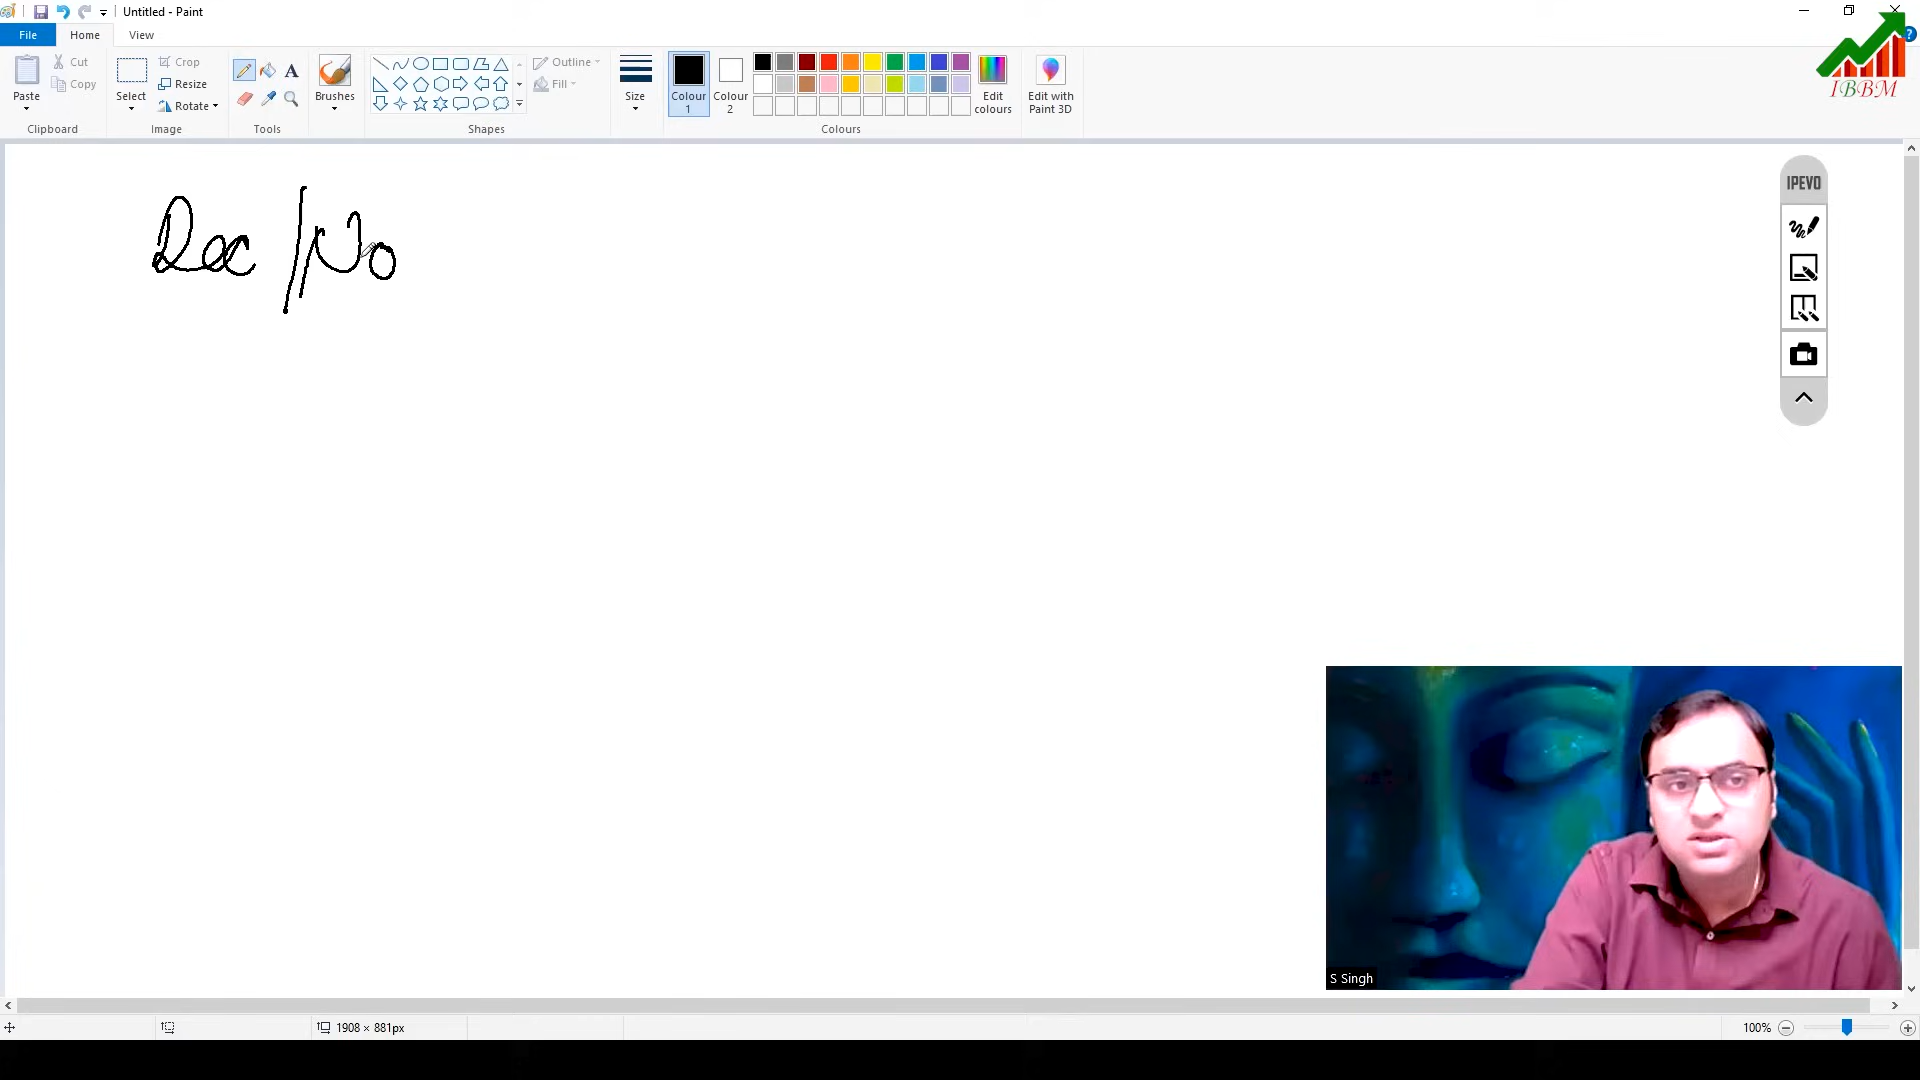 Untitled - Paint
File Home View
Paste
Cut
Copy
Clipboard
Select
Crop
Resize
Rotate
Image
Tools
Brushes
Shapes
Outline
Fill
Size
Colour 1
Colour 2
Edit colours
Colours
Edit with Paint 3D
IBBM
IPEVO
/ No
S Singh
1908 × 881px
100%